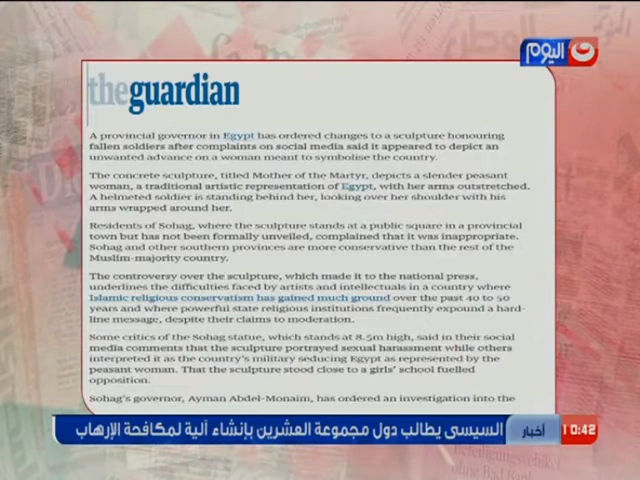 اليوم
theguardian
A provincial governor in Egypt has ordered changes to a sculpture honouring
fallen soldiers after complaints on social media said it appeared to depict an
unwanted advance on a woman meant to symbolise the country.
The concrete sculpture, titled Mother of the Martyr, depicts a slender peasant
woman, a traditional artistic representation of Egypt, with her arms outstretched.
A helmeted soldier is standing behind her, looking over her shoulder with his
arms wrapped around her.
Residents of Sohag, where the sculpture stands at a public square in a provincial
town but has not been formally unveiled, complained that it was inappropriate.
Sohag and other southern provinces are more conservative than the rest of the
Muslim-majority country.
The controversy over the sculpture, which made it to the national press,
underlines the difficulties faced by artists and intellectuals in a country where
Islamic religious conservatism has gained much ground over the past 40 to 50
years and where powerful state religious institutions frequently expound a hard-
line message, despite their claims to moderation.
Some critics of the Sohag statue, which stands at 8.5m high, said in their social
media comments that the sculpture portrayed sexual harassment while others
interpreted it as the country's military seducing Egypt as represented by the
peasant woman. That the sculpture stood close to a girls' school fuelled
opposition.
Sohag's governor, Ayman Abdel-Monaim, has ordered an investigation into the
10:42 أخبار السيسى يطالب دول مجموعة العشرين بإنشاء آلية لمكافحة الإرهاب